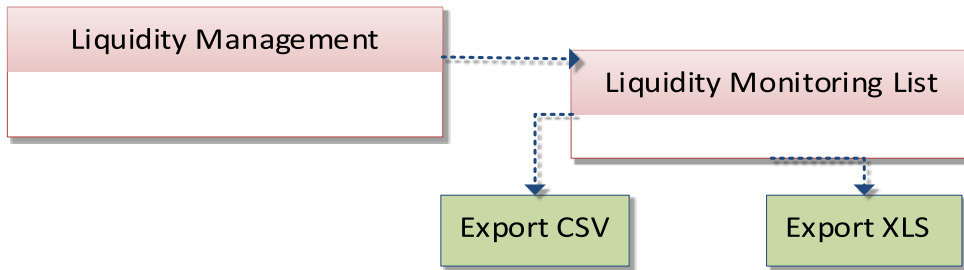 Liquidity Management
Liquidity Monitoring List
Export CSV
Export XLS